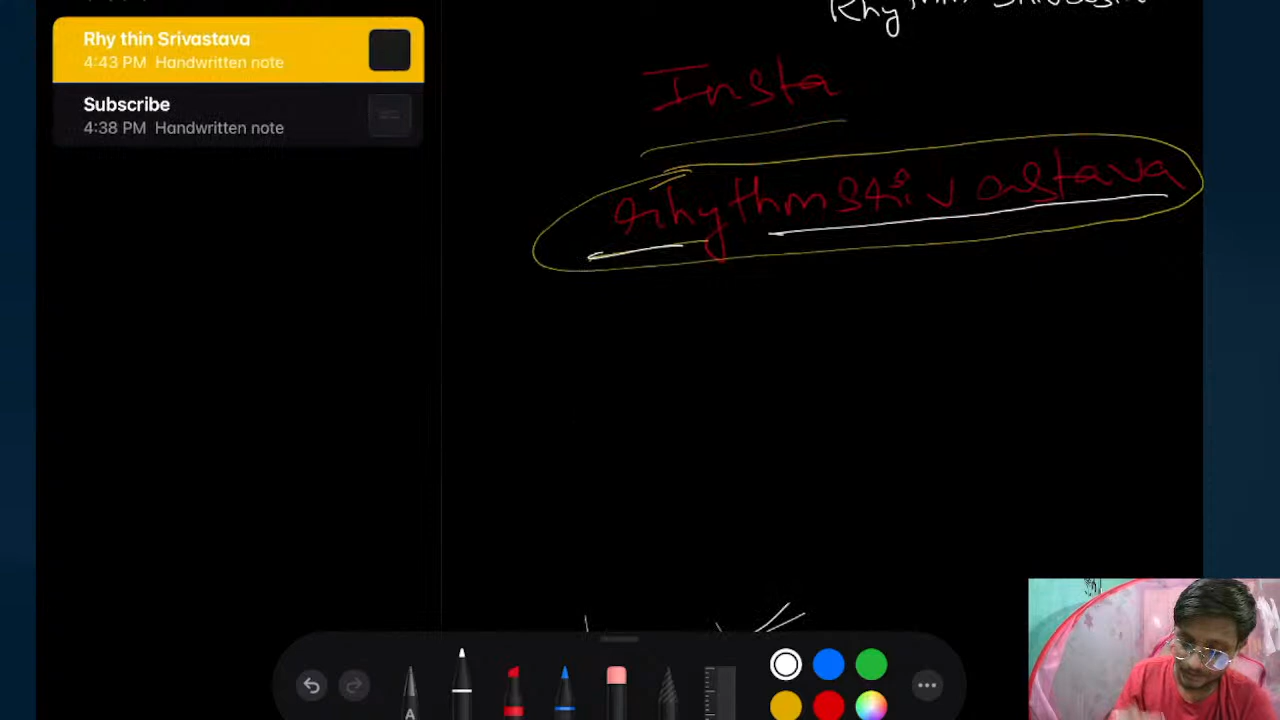 Rhy thin Srivastava
4:43 PM Handwritten note
Subscribe
4:38 PM Handwritten note
Insta
rhythmsrivastava
A